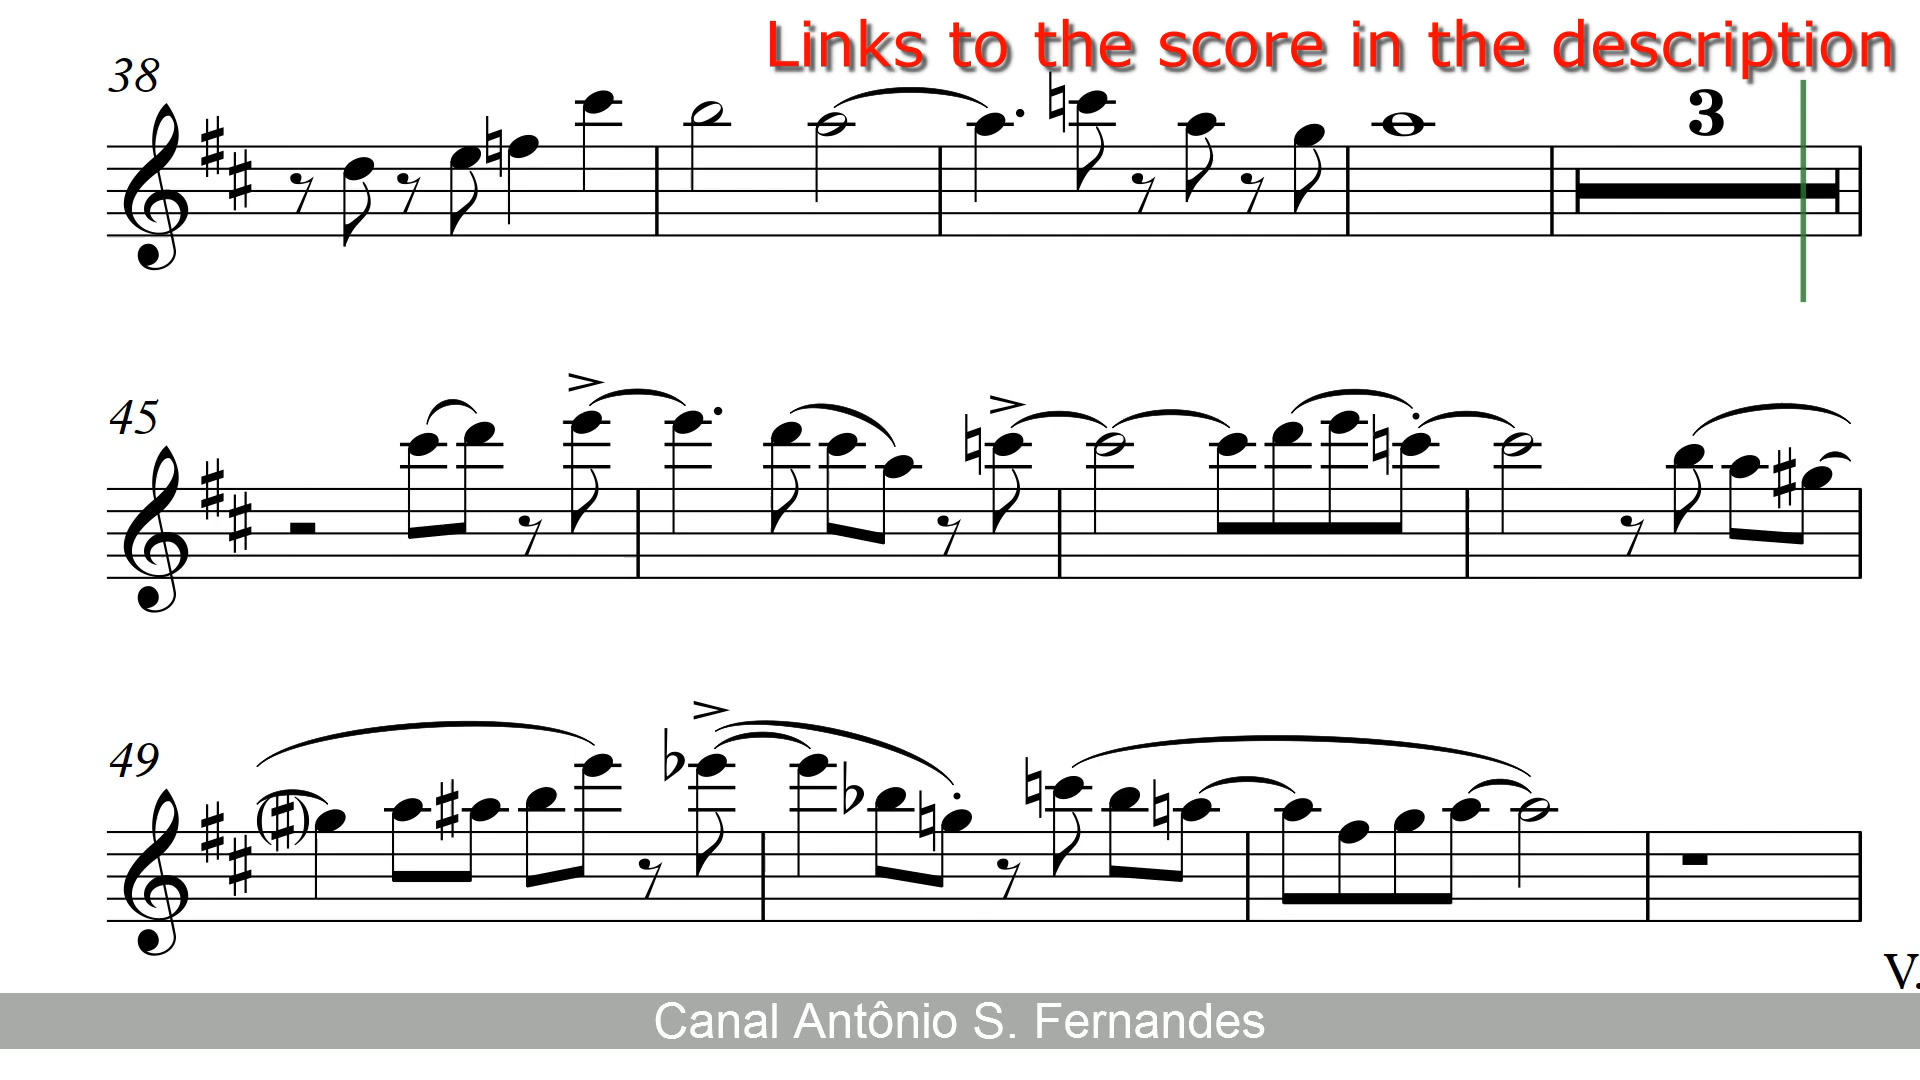 Links to the score in the description
38
3
45
49
V.
Canal Antônio S. Fernandes